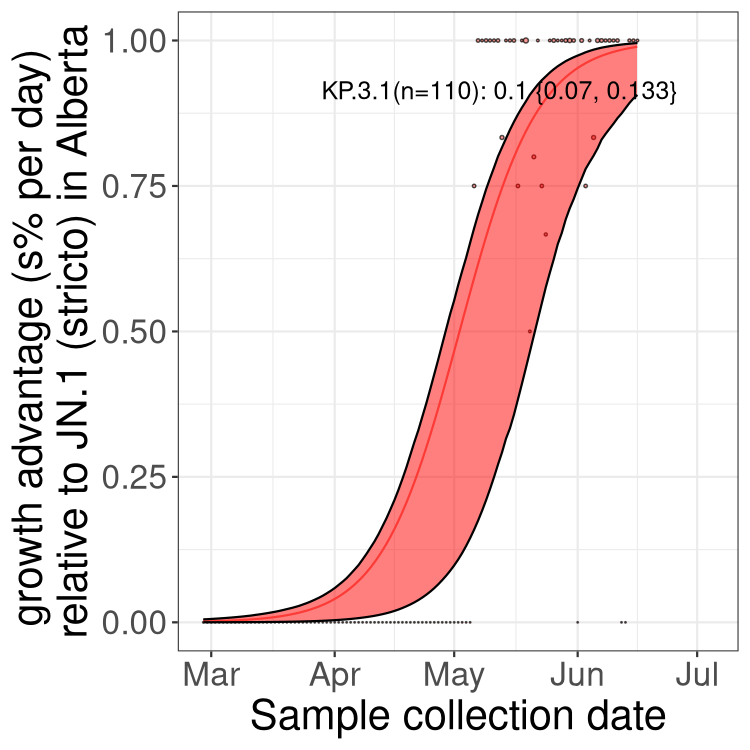 growth advantage (s% per day)
relative to JN.1 (stricto) in Alberta
1.00
0.75
0.50
0.25
0.00
KP.3.1(n=110): 0.1 {0.07, 0.133}
Mar Apr May Jun Jul
Sample collection date